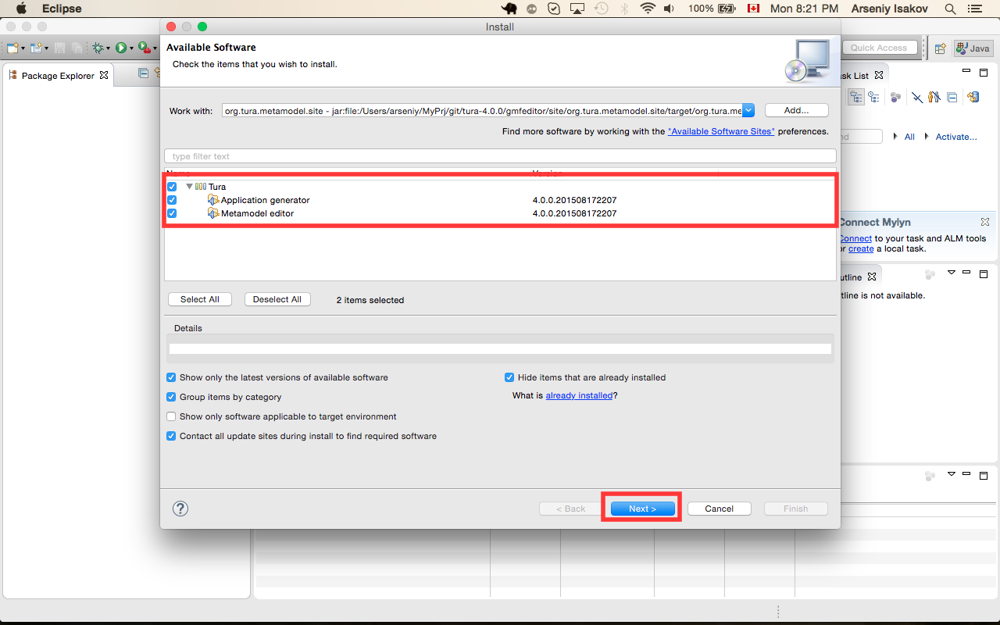 Eclipse 100% Mon 8:21 PM Arseniy Isakov
Install
Available Software
Check the items that you wish to install.
Quick Access
Java
Package Explorer
sk List
Work with: org.tura.metamodel.site - jar:file:/Users/arseniy/MyPrj/git/tura-4.0.0/gmfeditor/site/org.tura.metamodel.site/target/org.tura.me Add...
Find more software by working with the "Available Software Sites" preferences.
nd All Activate...
type filter text
Name Version
Tura
Application generator 4.0.0.201508172207
Metamodel editor 4.0.0.201508172207
Connect Mylyn
Connect to your task and ALM tools
or create a local task.
utline
tline is not available.
Select All Deselect All 2 items selected
Details
Show only the latest versions of available software Hide items that are already installed
Group items by category What is already installed?
Show only software applicable to target environment
Contact all update sites during install to find required software
? < Back Next > Cancel Finish